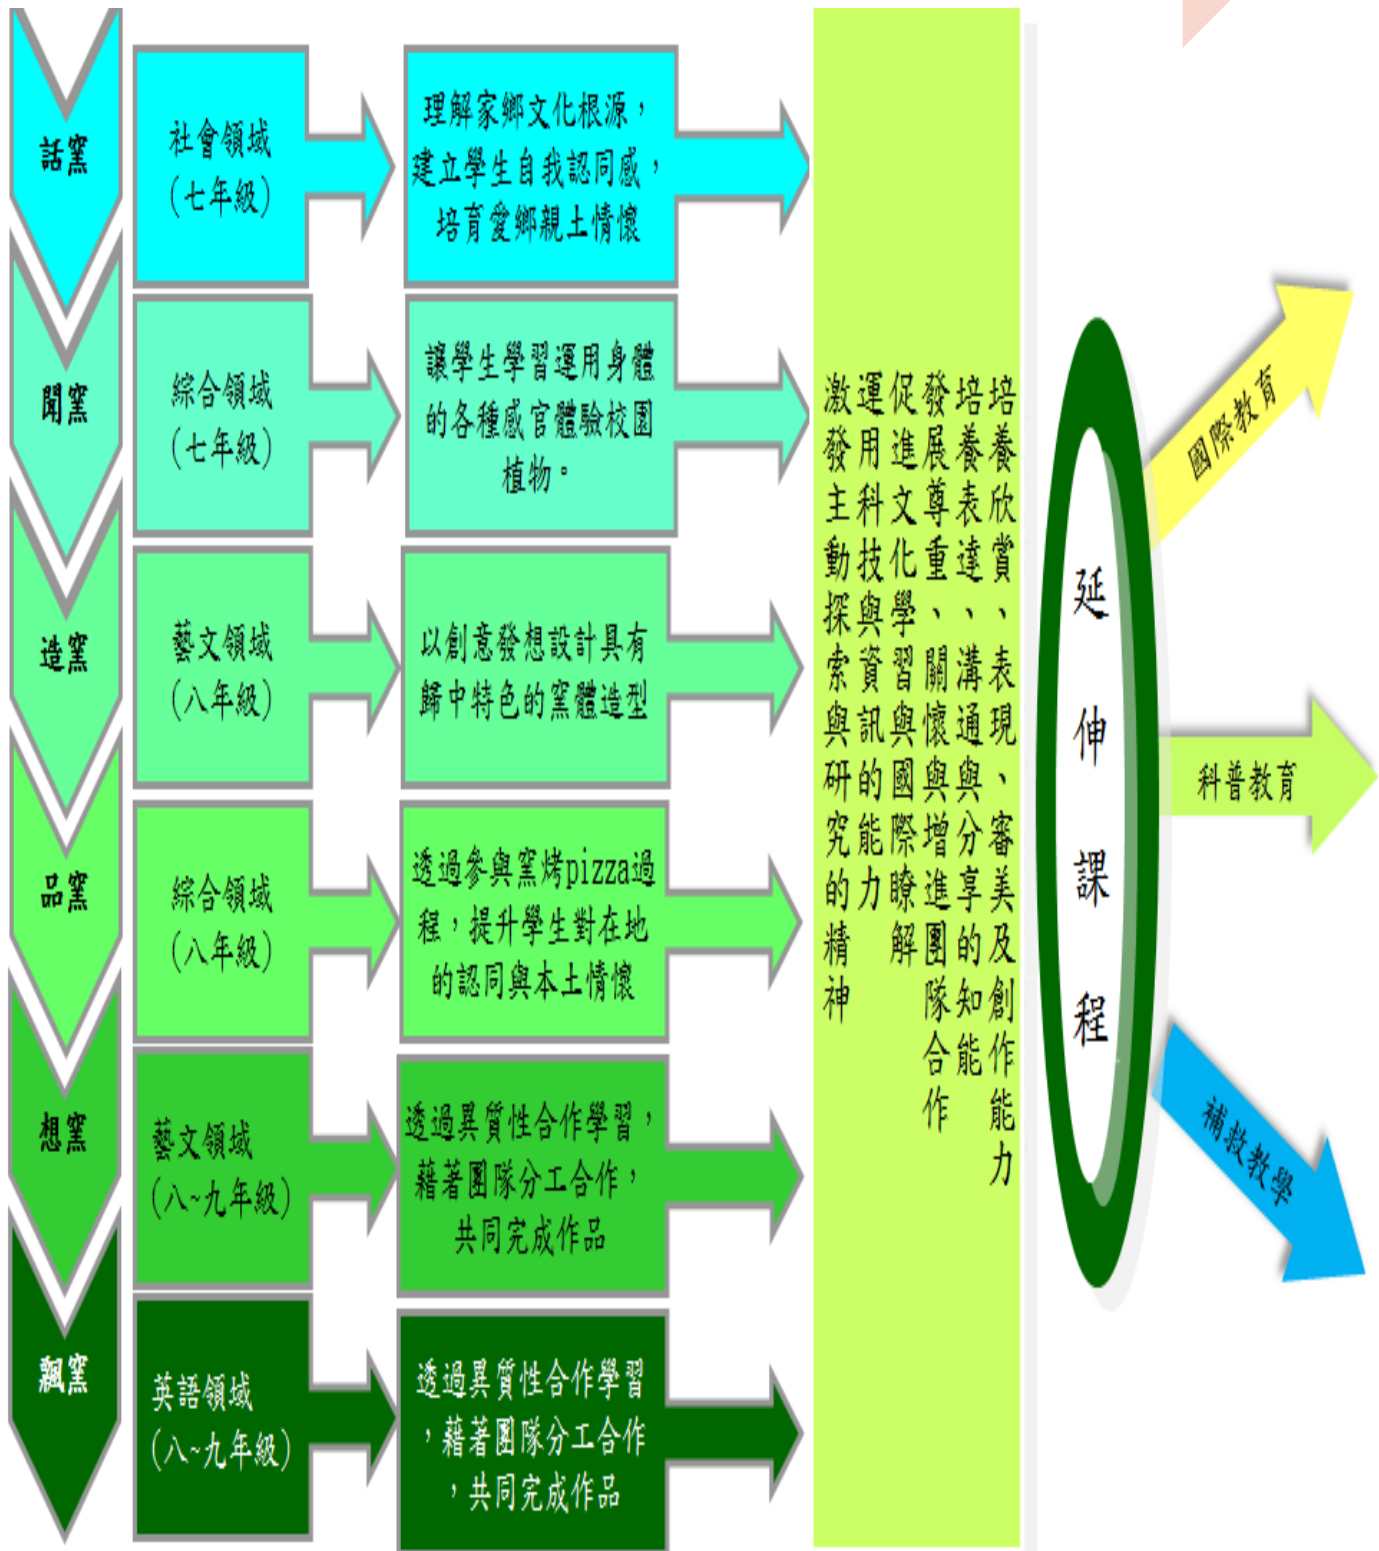 話窯
社會領域
(七年級)
理解家鄉文化根源，
建立學生自我認同感，
培育愛鄉親土情懷
聞窯
綜合領域
(七年級)
讓學生學習運用身體
的各種感官體驗校園
植物。
造窯
藝文領域
(八年級)
以創意發想設計具有
歸中特色的窯體造型
品窯
綜合領域
(八年級)
透過參與窯烤pizza過
程，提升學生對在地
的認同與本土情懷
想窯
藝文領域
(八~九年級)
透過異質性合作學習，
藉著團隊分工合作，
共同完成作品
飄窯
英語領域
(八~九年級)
透過異質性合作學習
，藉著團隊分工合作
，共同完成作品
培養欣賞、表現、審美及創作能力
培養表達、溝通與分享的知能
發展尊重、關懷與增進團隊合作
促進文化學習與國際瞭解
運用科技與資訊的能力
激發主動探索與研究的精神
延伸課程
國際教育
科普教育
補救教學